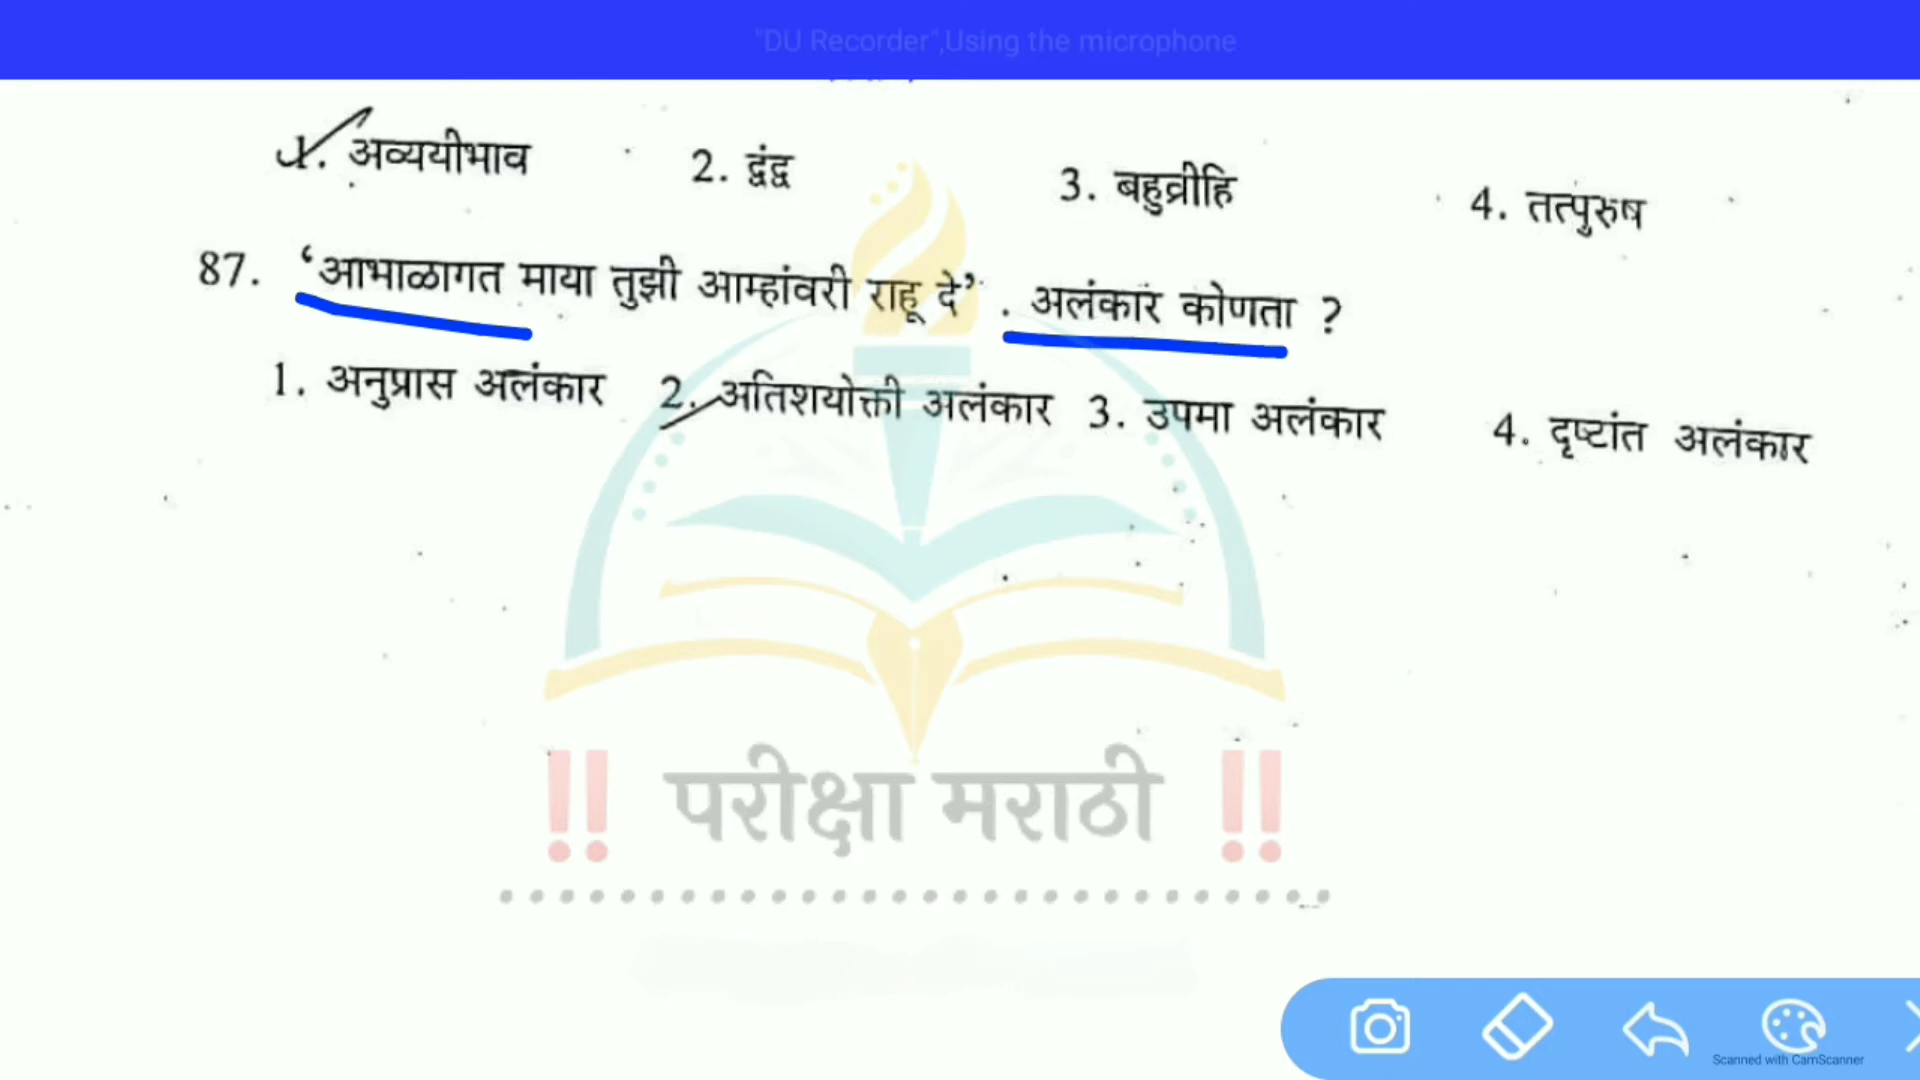 "DU Recorder",Using the microphone
1. अव्ययीभाव 2. द्वंद्व 3. बहुव्रीहि 4. तत्पुरुष
87. ‘आभाळागत माया तुझी आम्हांवरी राहू दे’ . अलंकार कोणता ?
1. अनुप्रास अलंकार 2. अतिशयोक्ती अलंकार 3. उपमा अलंकार 4. दृष्टांत अलंकार
!! परीक्षा मराठी !!
Scanned with CamScanner